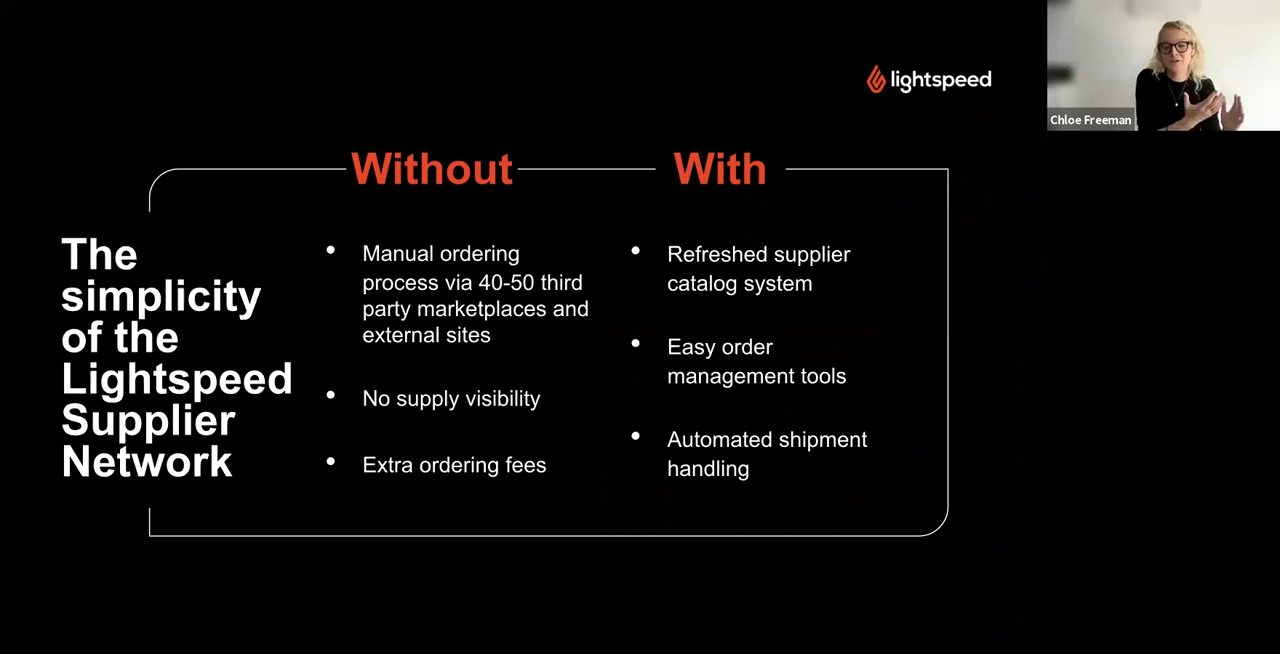 lightspeed
Chloe Freeman
Without
With
The
simplicity
of the
Lightspeed
Supplier
Network
• Manual ordering
process via 40-50 third
party marketplaces and
external sites
• No supply visibility
• Extra ordering fees
• Refreshed supplier
catalog system
• Easy order
management tools
• Automated shipment
handling